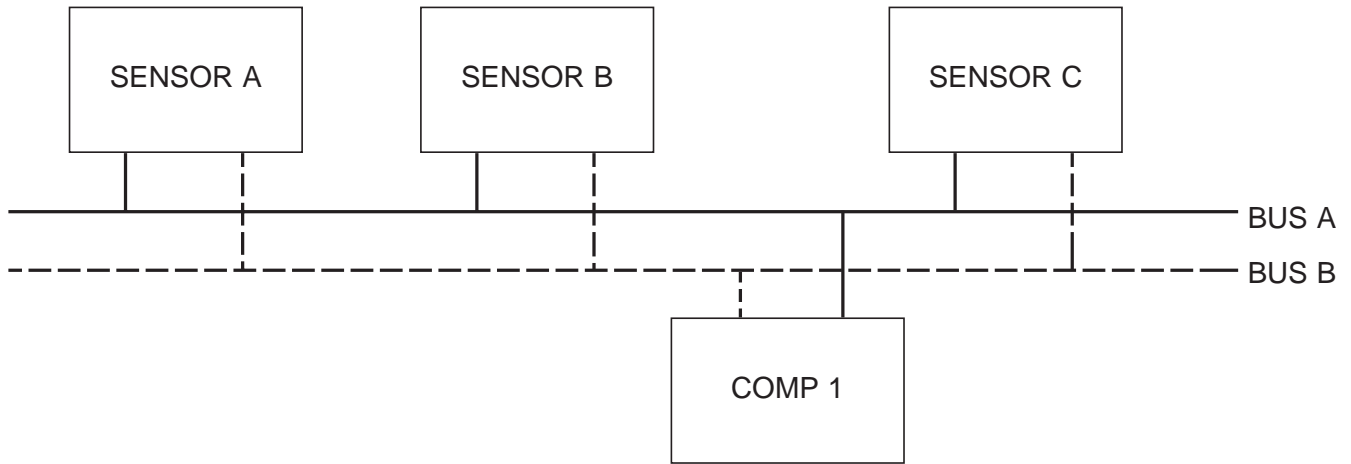 SENSOR A
SENSOR B
SENSOR C
BUS A
BUS B
COMP 1